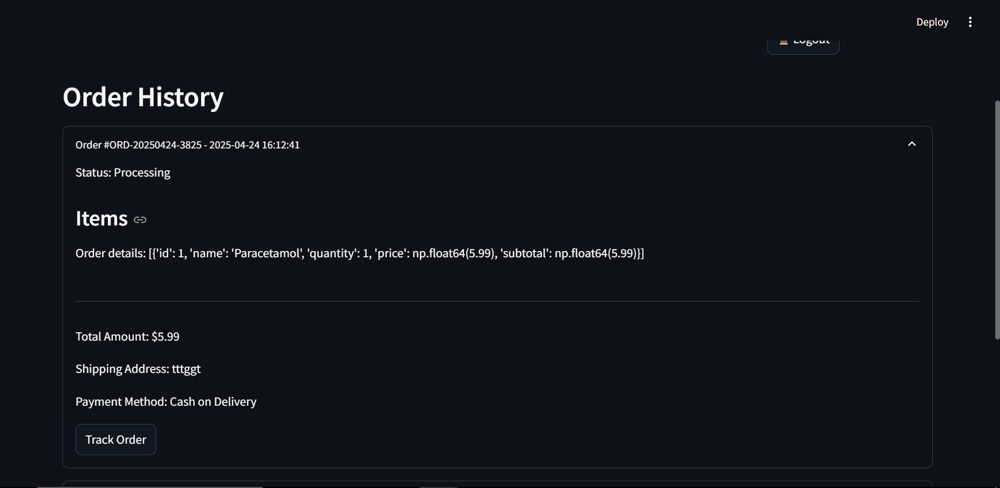 Deploy
Logout
Order History
Order #ORD-20250424-3825 - 2025-04-24 16:12:41
Status: Processing
Items
Order details: [{'id': 1, 'name': 'Paracetamol', 'quantity': 1, 'price': np.float64(5.99), 'subtotal': np.float64(5.99)}]
Total Amount: $5.99
Shipping Address: tttggt
Payment Method: Cash on Delivery
Track Order